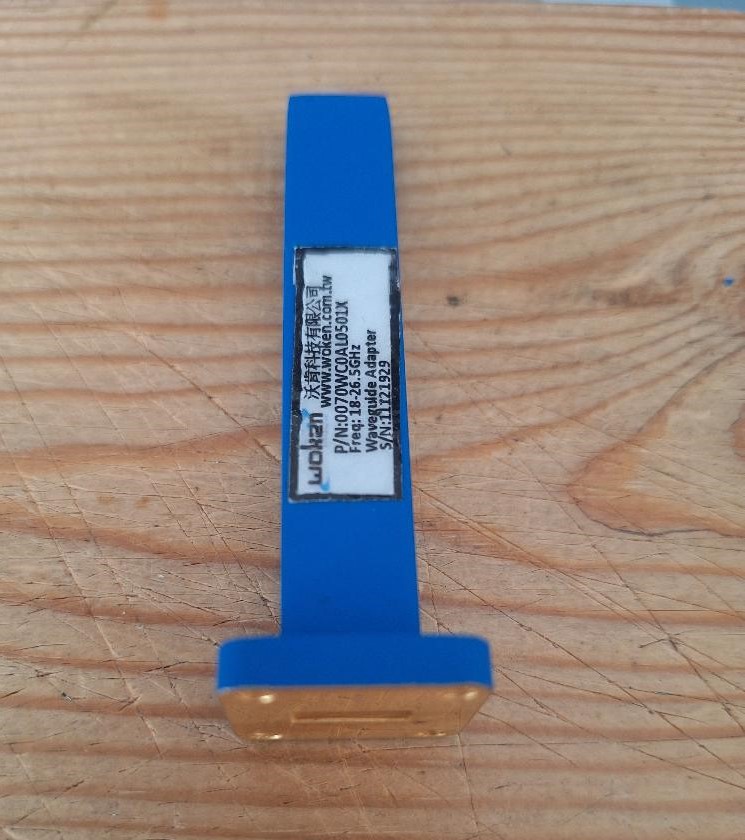 woken 沃肯科技有限公司
www.woken.com.tw
P/N:0070WC0AL0501X
Freq: 18-26.5GHz
Waveguide Adapter
S/N:11T21929